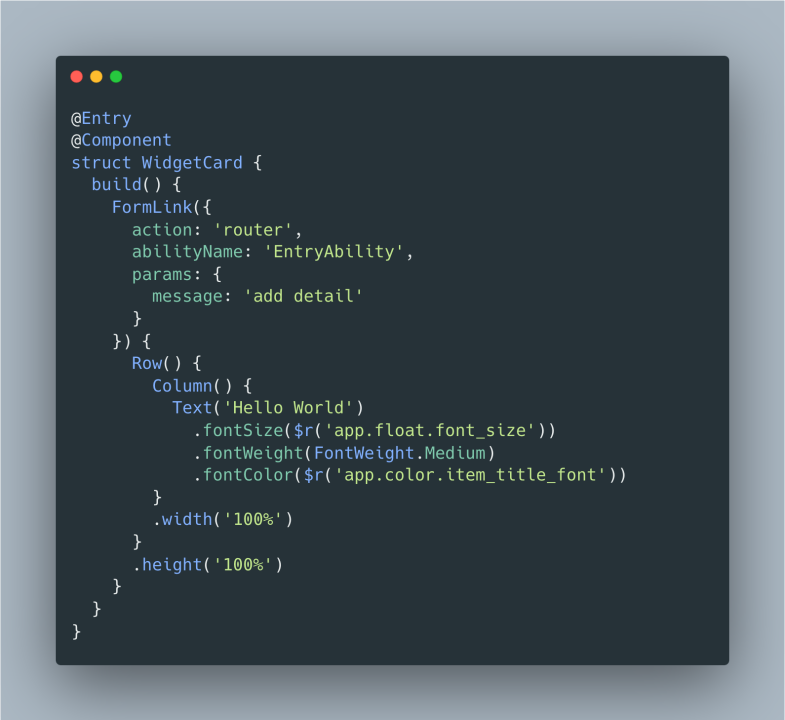 @Entry
@Component
struct WidgetCard {
  build() {
    FormLink({
      action: 'router',
      abilityName: 'EntryAbility',
      params: {
        message: 'add detail'
      }
    }) {
      Row() {
        Column() {
          Text('Hello World')
            .fontSize($r('app.float.font_size'))
            .fontWeight(FontWeight.Medium)
            .fontColor($r('app.color.item_title_font'))
        }
        .width('100%')
      }
      .height('100%')
    }
  }
}